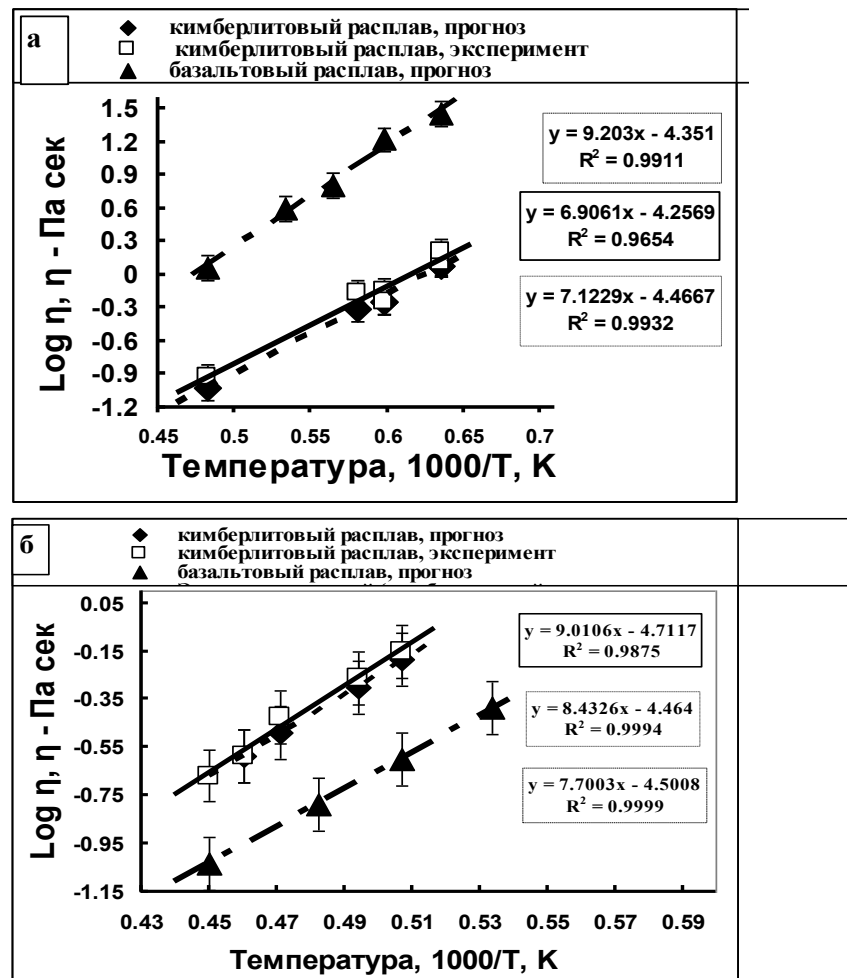 а
кимберлитовый расплав, прогноз
кимберлитовый расплав, эксперимент
базальтовый расплав, прогноз
1.5
1.2
0.9
0.6
0.3
0
-0.3
-0.6
-0.9
-1.2
Log η, η - Па сек
y = 9.203x - 4.351
R² = 0.9911
y = 6.9061x - 4.2569
R² = 0.9654
y = 7.1229x - 4.4667
R² = 0.9932
0.45 0.5 0.55 0.6 0.65 0.7
Температура, 1000/T, K
б
кимберлитовый расплав, прогноз
кимберлитовый расплав, эксперимент
базальтовый расплав, прогноз
0.05
-0.15
-0.35
-0.55
-0.75
-0.95
-1.15
Log η, η - Па сек
y = 9.0106x - 4.7117
R² = 0.9875
y = 8.4326x - 4.464
R² = 0.9994
y = 7.7003x - 4.5008
R² = 0.9999
0.43 0.45 0.47 0.49 0.51 0.53 0.55 0.57 0.59
Температура, 1000/T, K